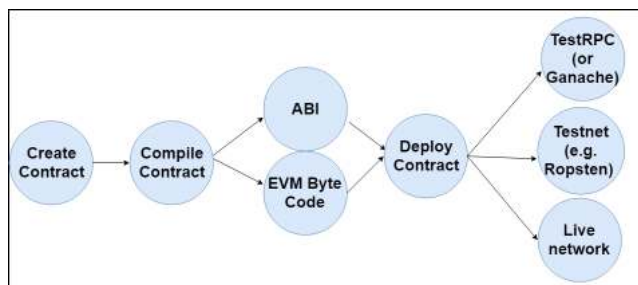 Create
Contract
Compile
Contract
ABI
EVM Byte
Code
Deploy
Contract
TestRPC
(or
Ganache)
Testnet
(e.g.
Ropsten)
Live
network